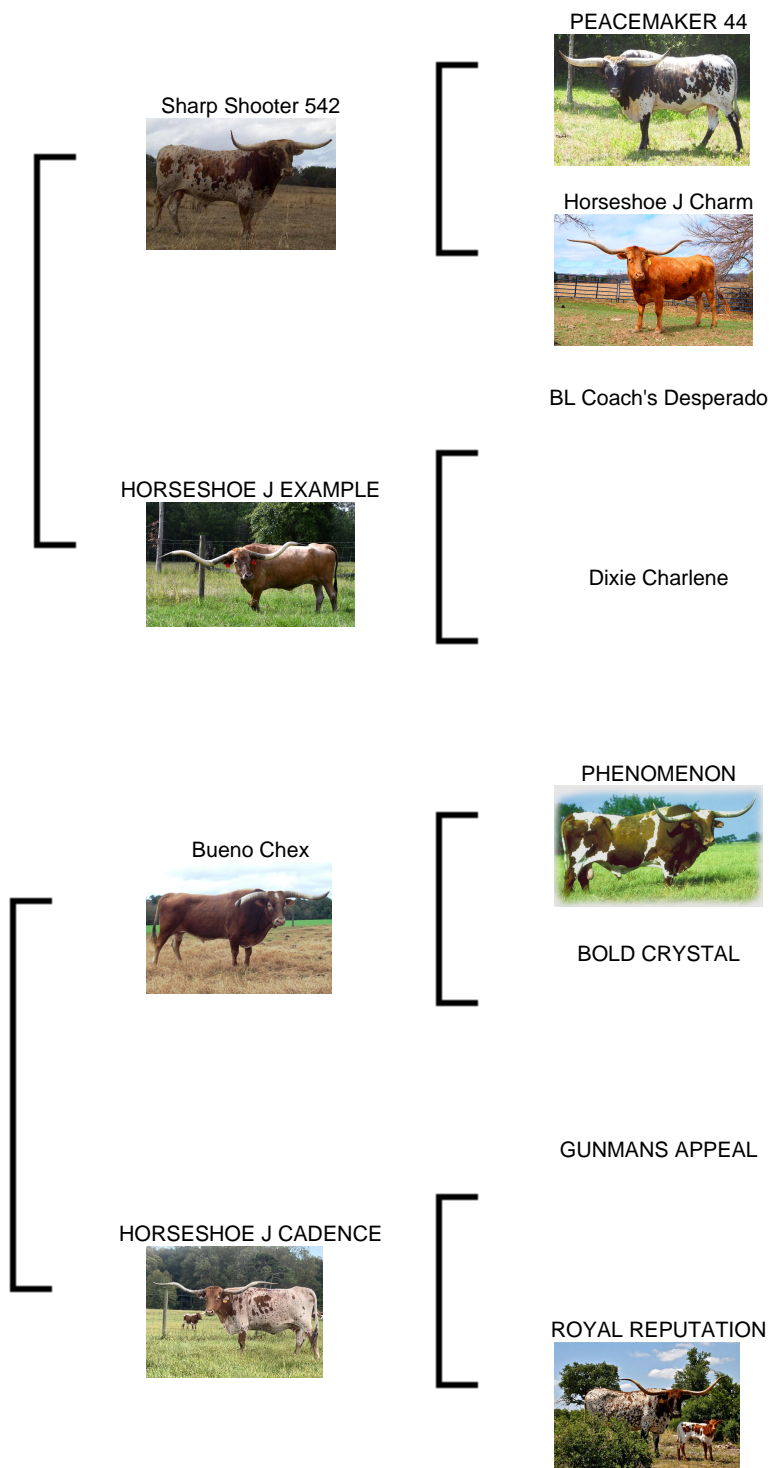 PEACEMAKER 44
Sharp Shooter 542
Horseshoe J Charm
BL Coach's Desperado
HORSESHOE J EXAMPLE
Dixie Charlene
PHENOMENON
Bueno Chex
BOLD CRYSTAL
GUNMANS APPEAL
HORSESHOE J CADENCE
ROYAL REPUTATION